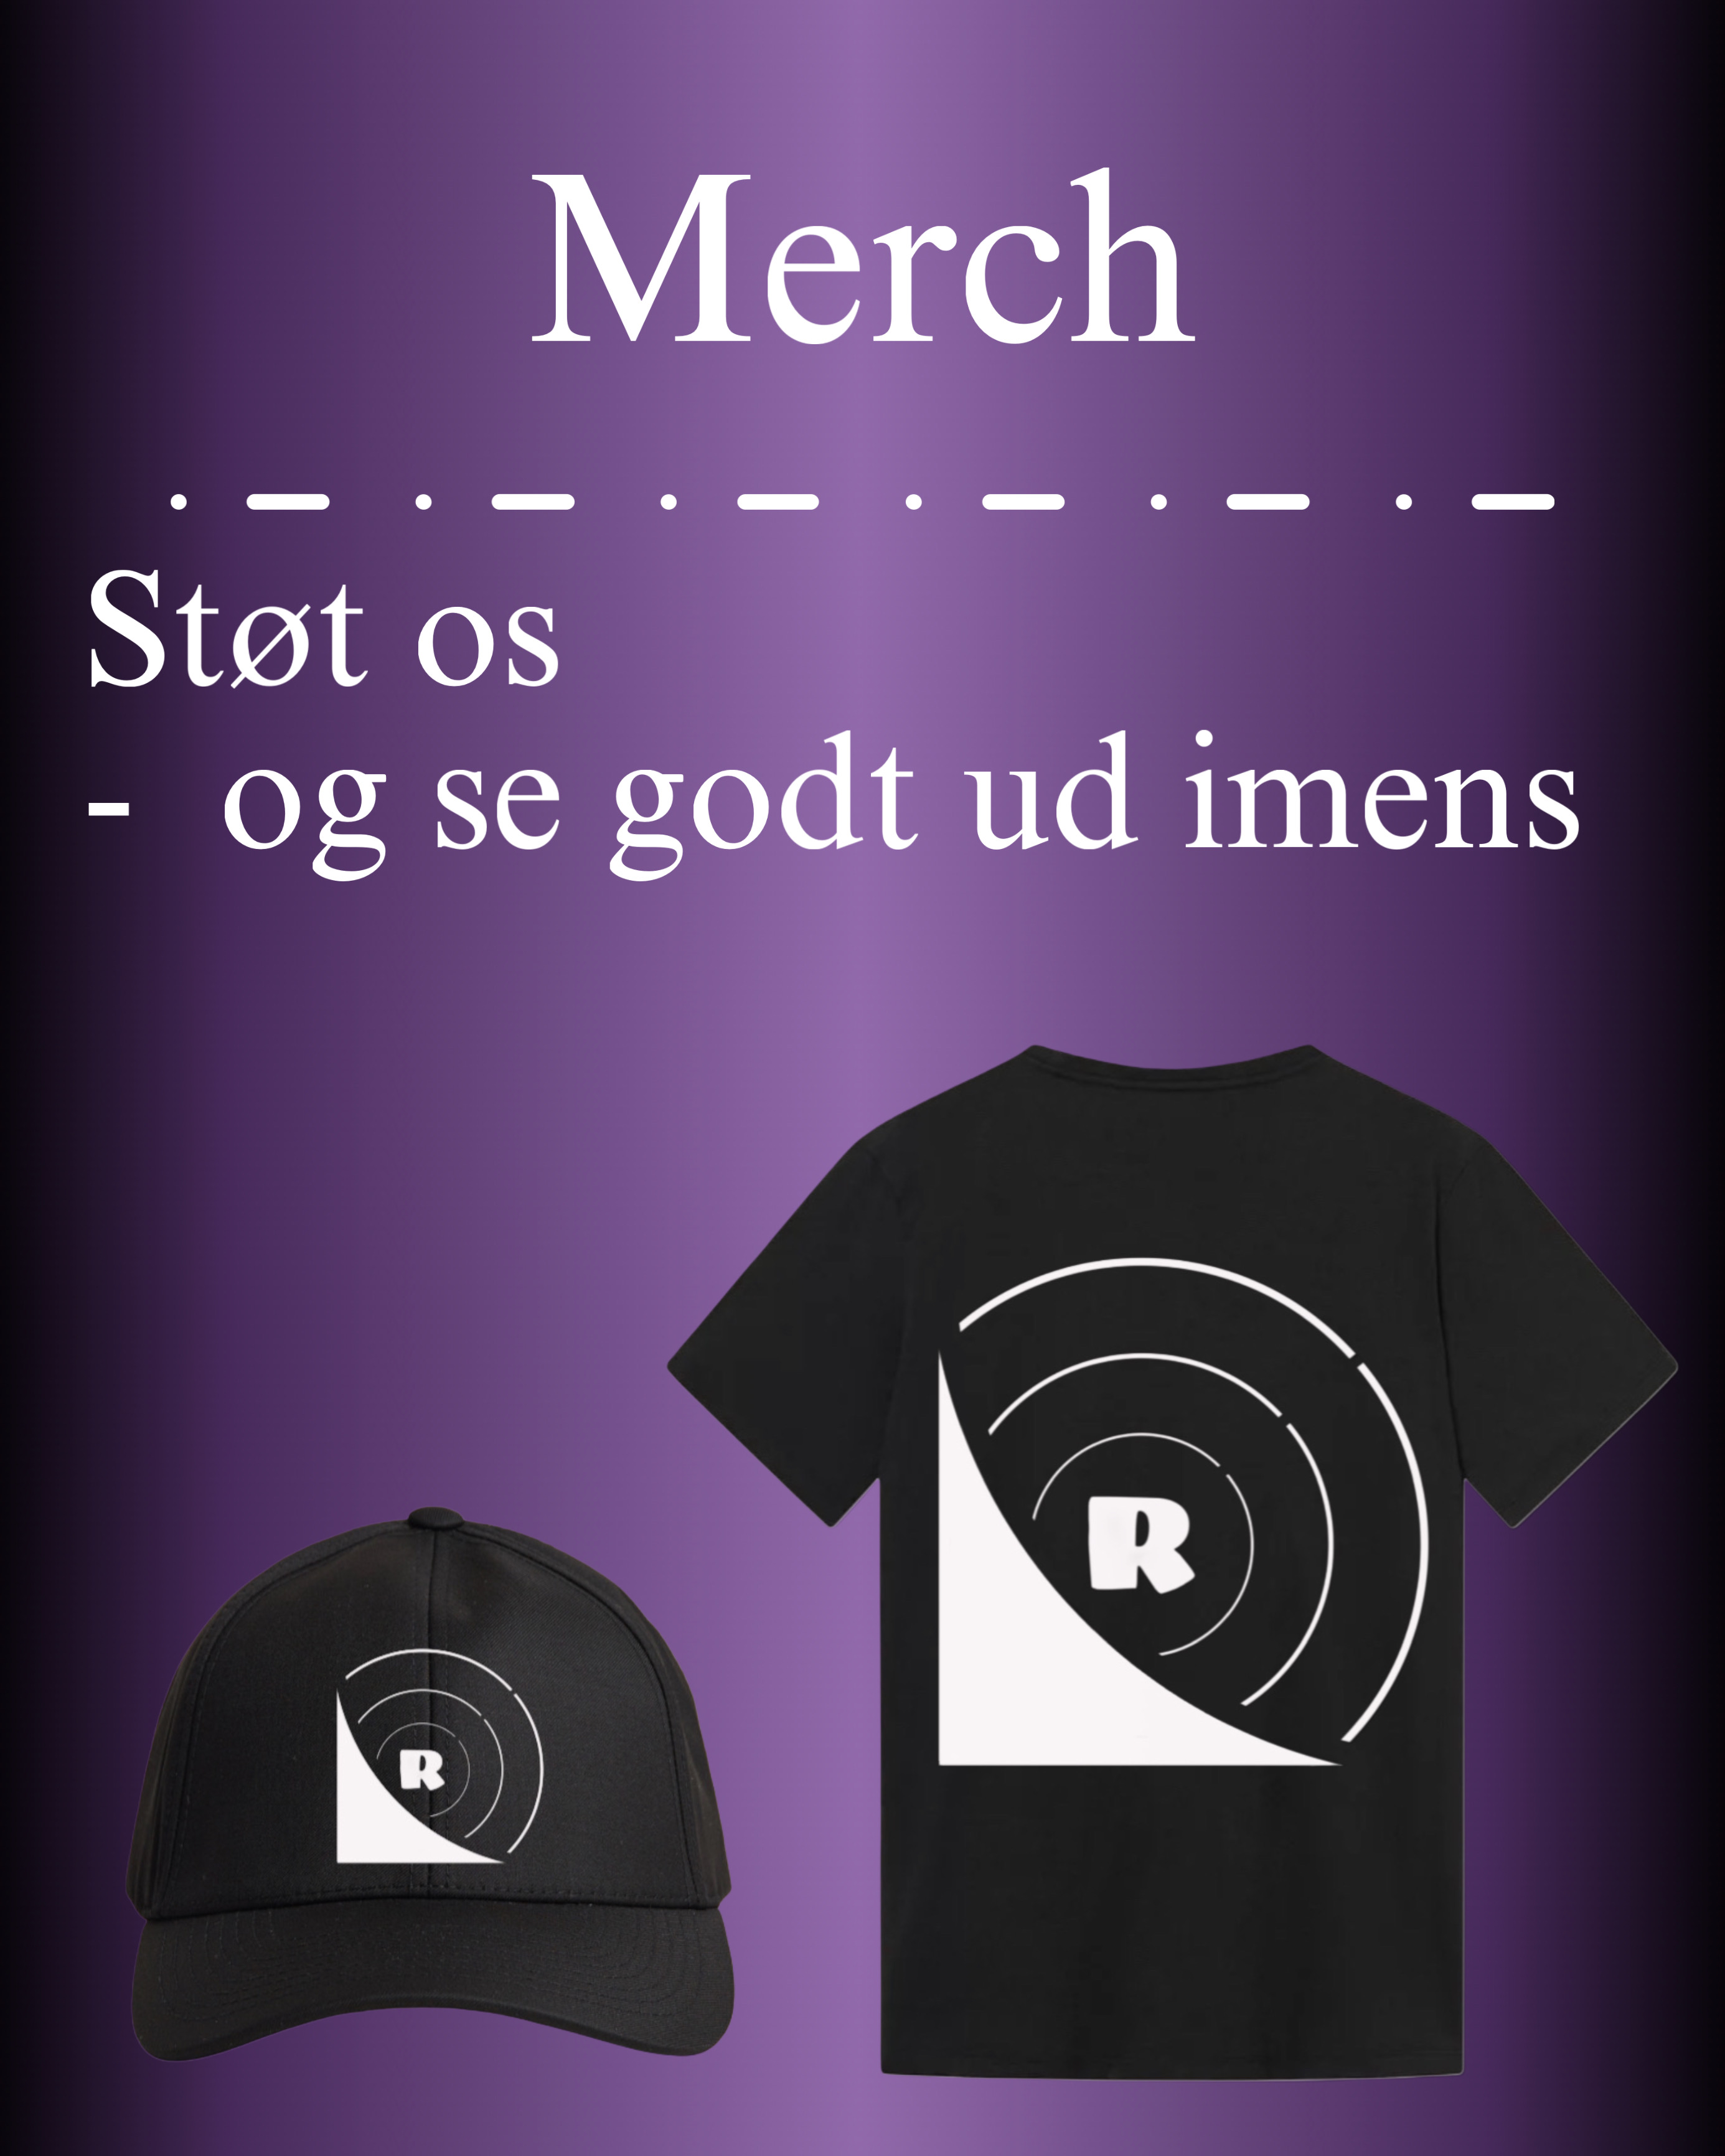 Merch
Støt os
- og se godt ud imens
R
R